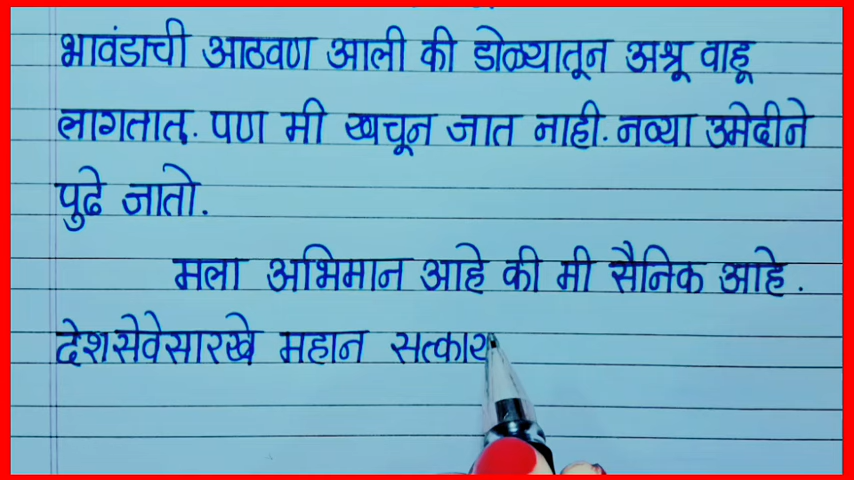 भावंडाची आठवण आली की डोळ्यातून अश्रू वाहू
लागतात. पण मी खचून जात नाही. नव्या उमेदीने
पुढे जातो.
मला अभिमान आहे की मी सैनिक आहे.
देशसेवेसारखे महान सत्काय